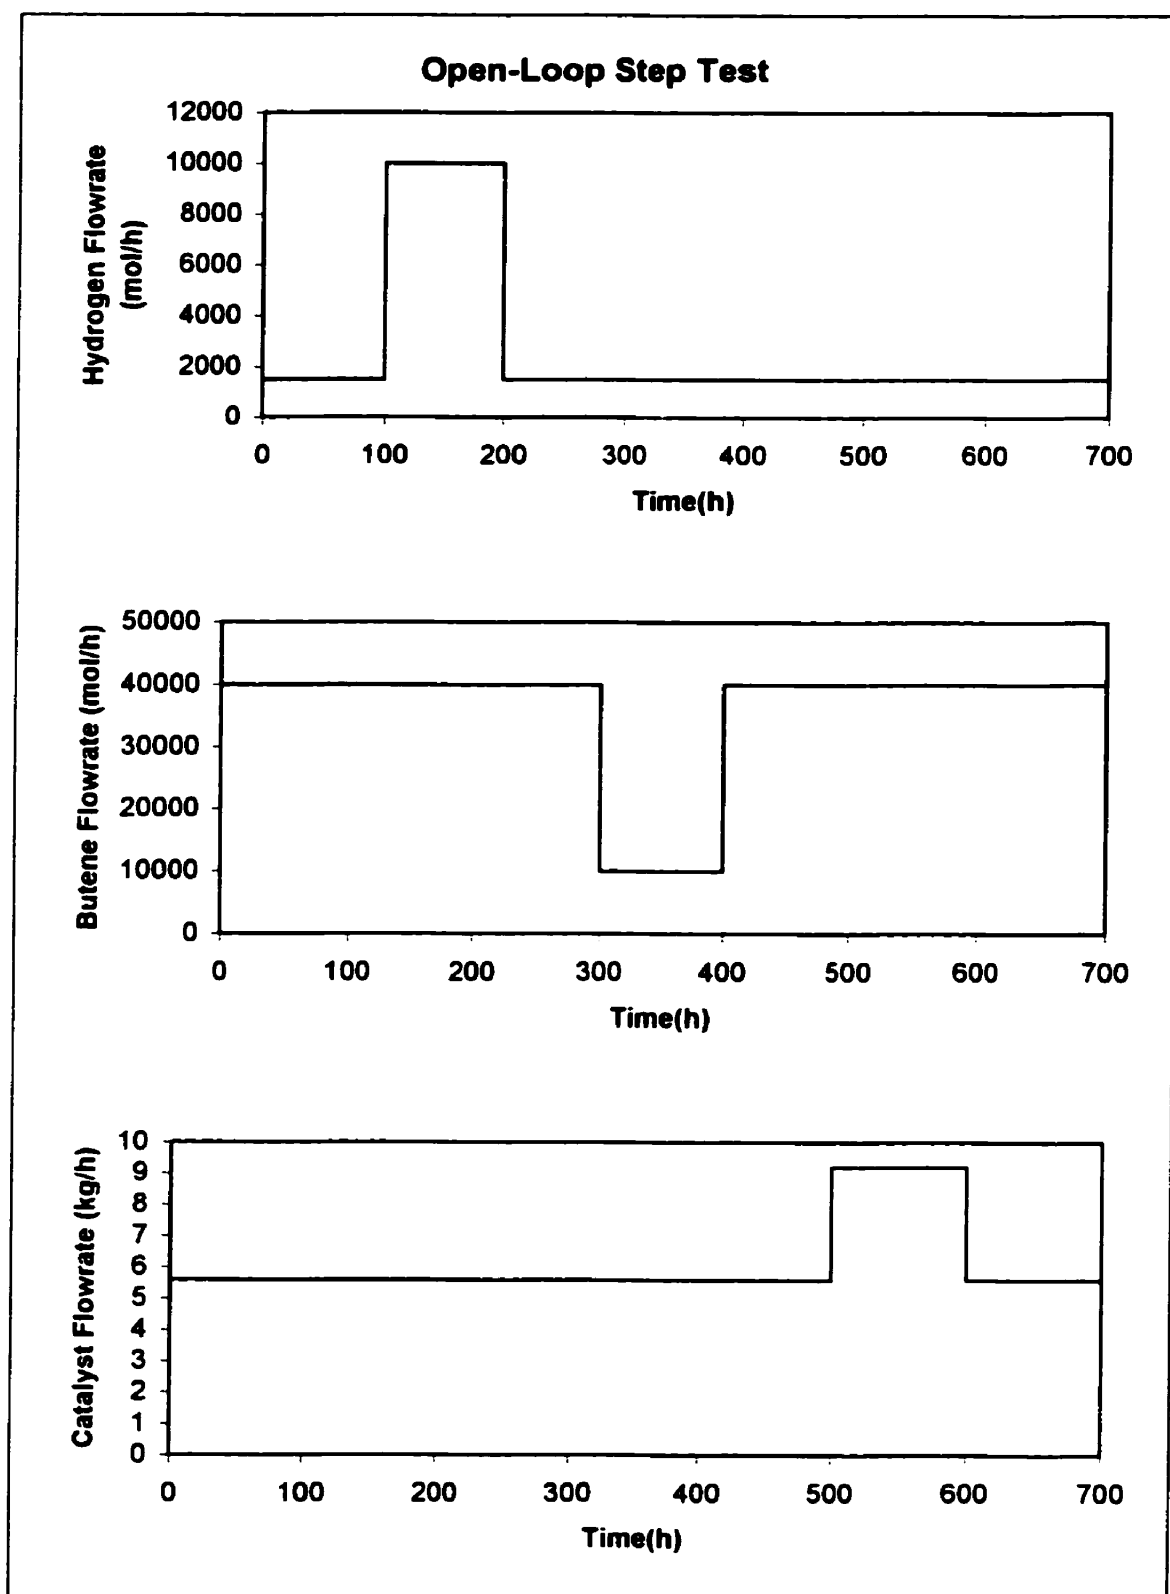 Open-Loop Step Test
Hydrogen Flowrate
(mol/h)
12000
10000
8000
6000
4000
2000
0
0 100 200 300 400 500 600 700
Time(h)
Butene Flowrate (mol/h)
50000
40000
30000
20000
10000
0
0 100 200 300 400 500 600 700
Time(h)
Catalyst Flowrate (kg/h)
10
9
8
7
6
5
4
3
2
1
0
0 100 200 300 400 500 600 700
Time(h)